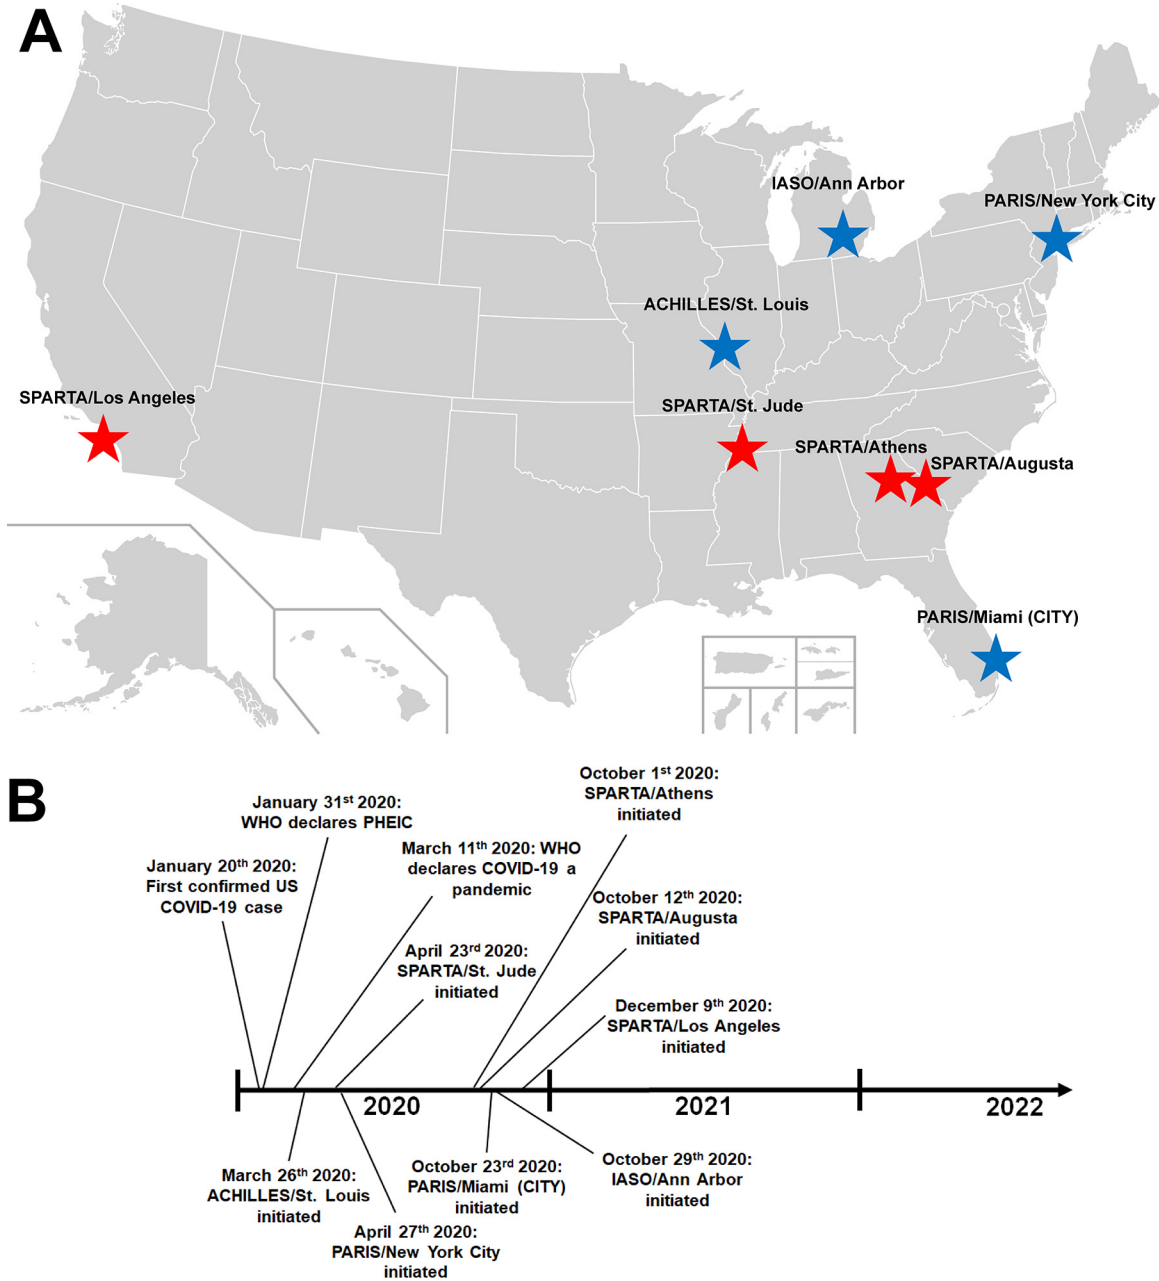 A
IASO/Ann Arbor
PARIS/New York City
ACHILLES/St. Louis
SPARTA/Los Angeles
SPARTA/St. Jude
SPARTA/Athens
SPARTA/Augusta
PARIS/Miami (CITY)
B
October 1st 2020:
SPARTA/Athens
initiated
January 31st 2020:
WHO declares PHEIC
March 11th 2020: WHO
declares COVID-19 a
pandemic
January 20th 2020:
First confirmed US
COVID-19 case
October 12th 2020:
SPARTA/Augusta
initiated
April 23rd 2020:
SPARTA/St. Jude
initiated
December 9th 2020:
SPARTA/Los Angeles
initiated
2020
2021
2022
March 26th 2020:
ACHILLES/St. Louis
initiated
October 23rd 2020:
PARIS/Miami (CITY)
initiated
October 29th 2020:
IASO/Ann Arbor
initiated
April 27th 2020:
PARIS/New York City
initiated